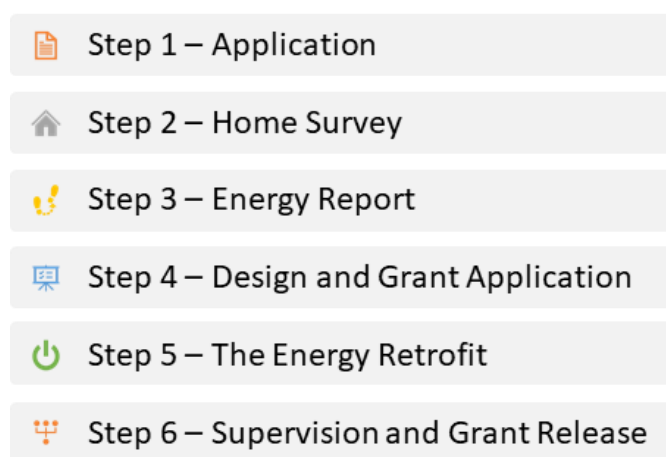 Step 1 – Application
Step 2 – Home Survey
Step 3 – Energy Report
Step 4 – Design and Grant Application
Step 5 – The Energy Retrofit
Step 6 – Supervision and Grant Release